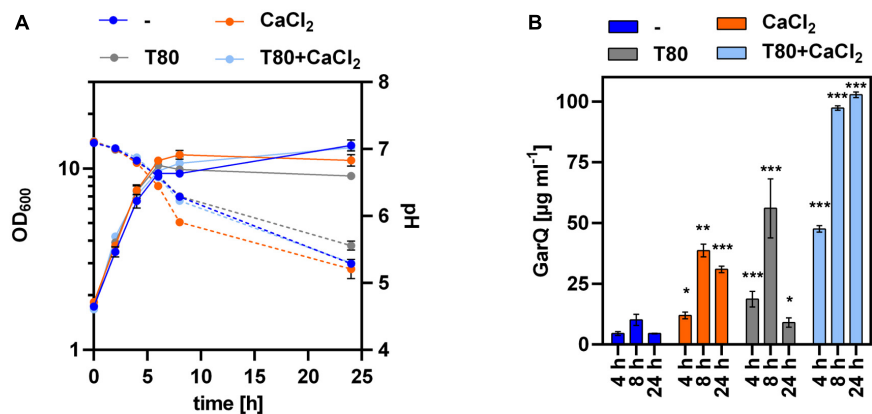 A
-
CaCl₂
T80
T80+CaCl₂
OD₆₀₀
10
1
8
7
6
5
4
pH
0
5
10
15
20
25
time [h]
B
-
CaCl₂
T80
T80+CaCl₂
GarQ [µg ml⁻¹]
100
75
50
25
0
*
**
***
***
***
*
***
***
***
4 h
8 h
24 h
4 h
8 h
24 h
4 h
8 h
24 h
4 h
8 h
24 h